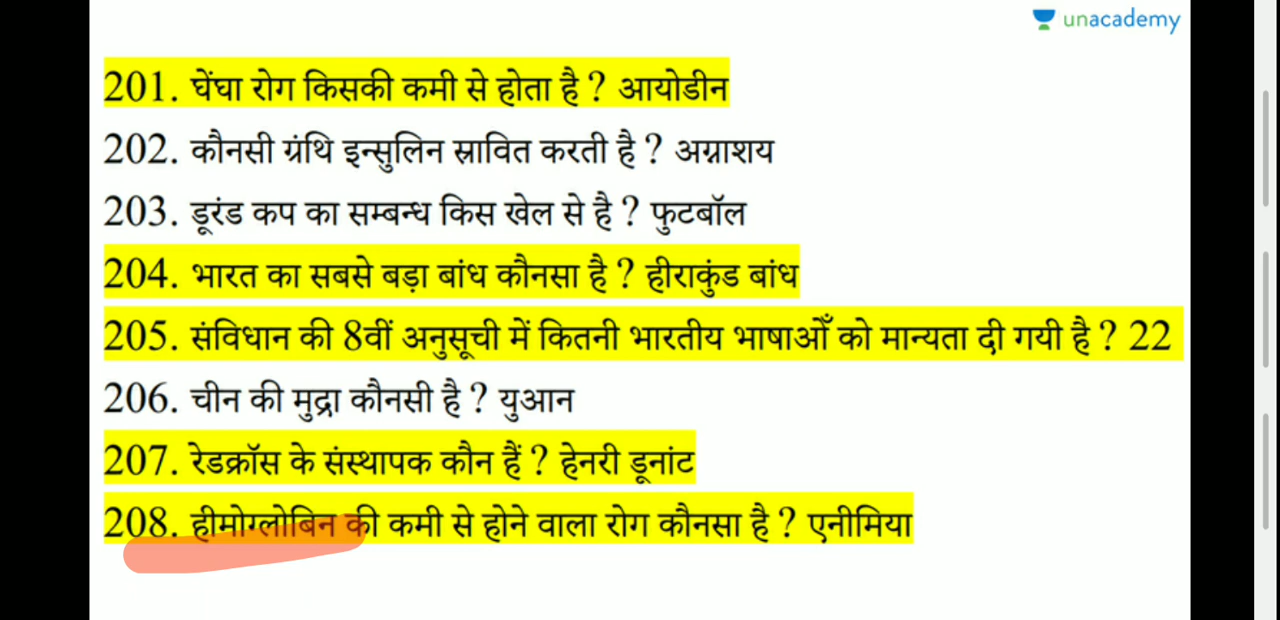 unacademy
201. घेंघा रोग किसकी कमी से होता है ? आयोडीन
202. कौनसी ग्रंथि इन्सुलिन स्रावित करती है ? अग्नाशय
203. डूरंड कप का सम्बन्ध किस खेल से है ? फुटबॉल
204. भारत का सबसे बड़ा बांध कौनसा है ? हीराकुंड बांध
205. संविधान की 8वीं अनुसूची में कितनी भारतीय भाषाओँ को मान्यता दी गयी है ? 22
206. चीन की मुद्रा कौनसी है ? युआन
207. रेडक्रॉस के संस्थापक कौन हैं ? हेनरी डूनांट
208. हीमोग्लोबिन की कमी से होने वाला रोग कौनसा है ? एनीमिया